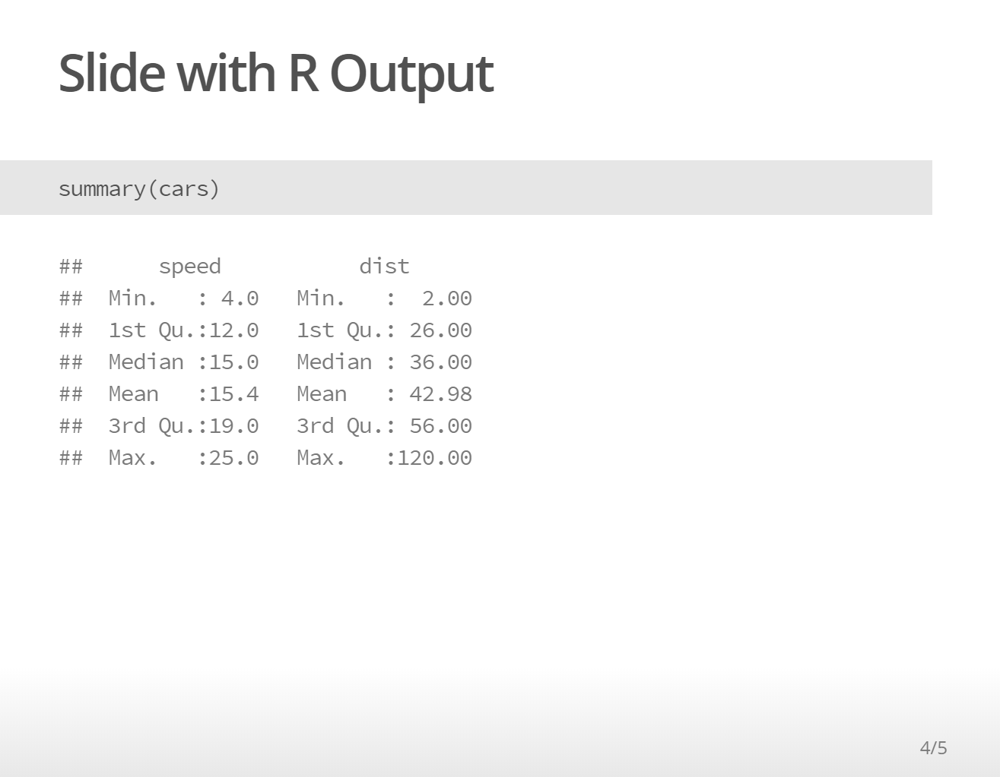 Slide with R Output
summary(cars)
##      speed           dist
##  Min.   : 4.0   Min.   :  2.00
##  1st Qu.:12.0   1st Qu.: 26.00
##  Median :15.0   Median : 36.00
##  Mean   :15.4   Mean   : 42.98
##  3rd Qu.:19.0   3rd Qu.: 56.00
##  Max.   :25.0   Max.   :120.00
4/5